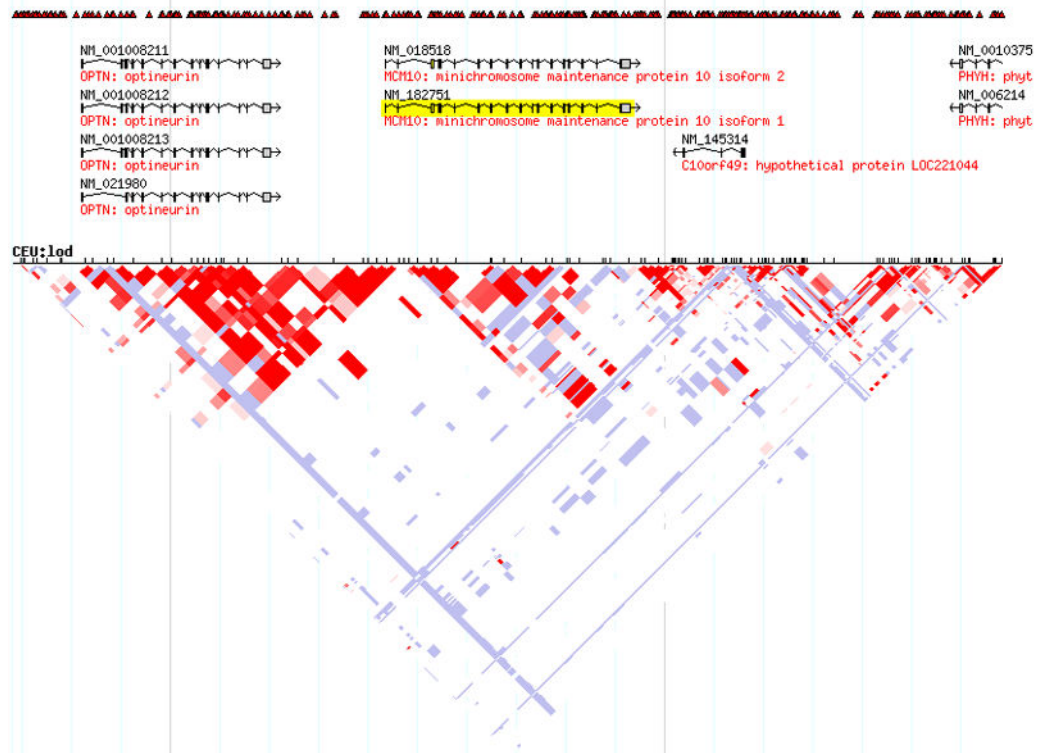 NM_001008211
OPTN: optineurin
NM_001008212
OPTN: optineurin
NM_001008213
OPTN: optineurin
NM_021980
OPTN: optineurin
NM_018518
MCM10: minichromosome maintenance protein 10 isoform 2
NM_182751
MCM10: minichromosome maintenance protein 10 isoform 1
NM_145314
C10orf49: hypothetical protein LOC221044
NM_0010375
PHYH: phyt
NM_006214
PHYH: phyt
CEU:lod